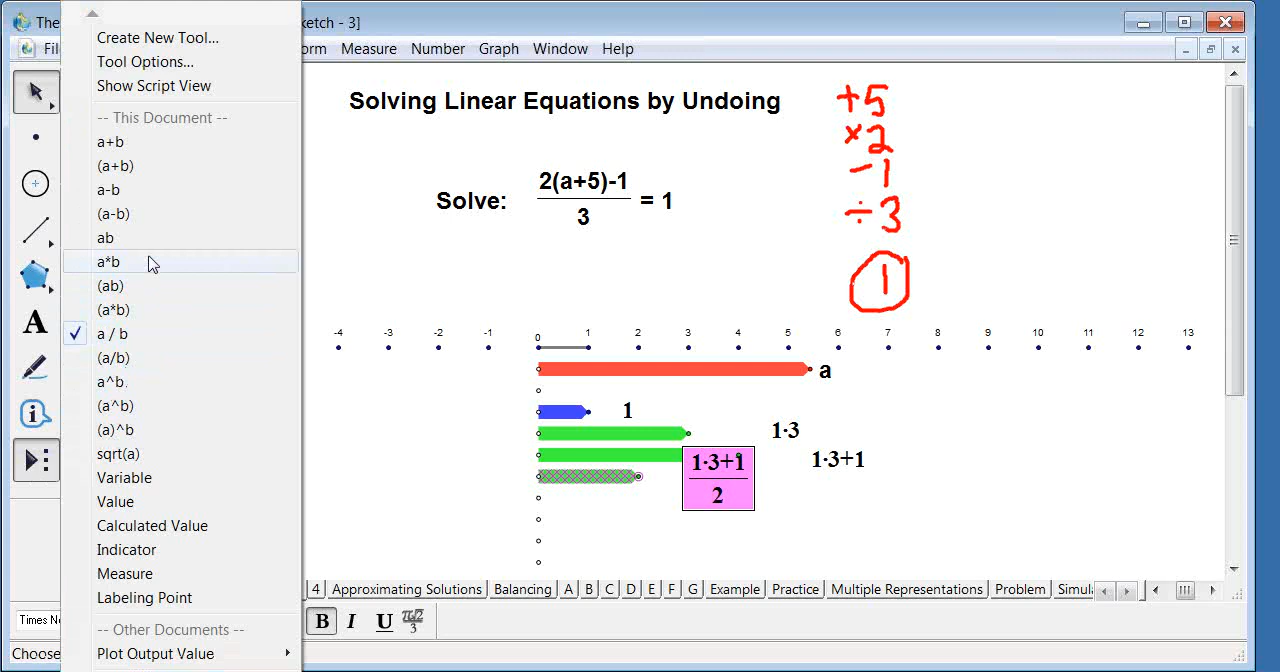 The
ketch - 3]
Fil
orm Measure Number Graph Window Help
Create New Tool...
Tool Options...
Show Script View
-- This Document --
a+b
(a+b)
a-b
(a-b)
ab
a*b
(ab)
(a*b)
a / b
(a/b)
a^b.
(a^b)
(a)^b
sqrt(a)
Variable
Value
Calculated Value
Indicator
Measure
Labeling Point
-- Other Documents --
Plot Output Value
A
Times Ne
Choose
Solving Linear Equations by Undoing
+5
×2
-1
÷3
1
Solve:
2(a+5)-1
3
= 1
-4 -3 -2 -1 0 1 2 3 4 5 6 7 8 9 10 11 12 13
a
1
1·3
1·3+1
1·3+1
2
4 Approximating Solutions Balancing A B C D E F G Example Practice Multiple Representations Problem Simula
B I U